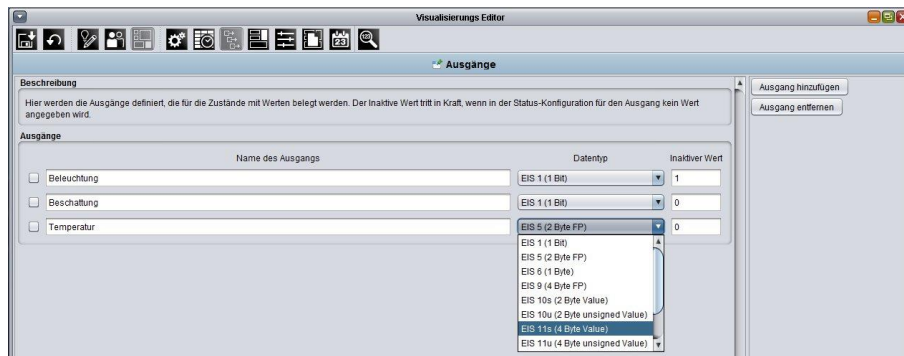 Visualisierungs Editor
Ausgänge
Beschreibung
Hier werden die Ausgänge definiert, die für die Zustände mit Werten belegt werden. Der Inaktive Wert tritt in Kraft, wenn in der Status-Konfiguration für den Ausgang kein Wert
angegeben wird.
Ausgang hinzufügen
Ausgang entfernen
Ausgänge
Name des Ausgangs Datentyp Inaktiver Wert
Beleuchtung EIS 1 (1 Bit) 1
Beschattung EIS 1 (1 Bit) 0
Temperatur EIS 5 (2 Byte FP) 0
EIS 1 (1 Bit)
EIS 5 (2 Byte FP)
EIS 6 (1 Byte)
EIS 9 (4 Byte FP)
EIS 10s (2 Byte Value)
EIS 10u (2 Byte unsigned Value)
EIS 11s (4 Byte Value)
EIS 11u (4 Byte unsigned Value)